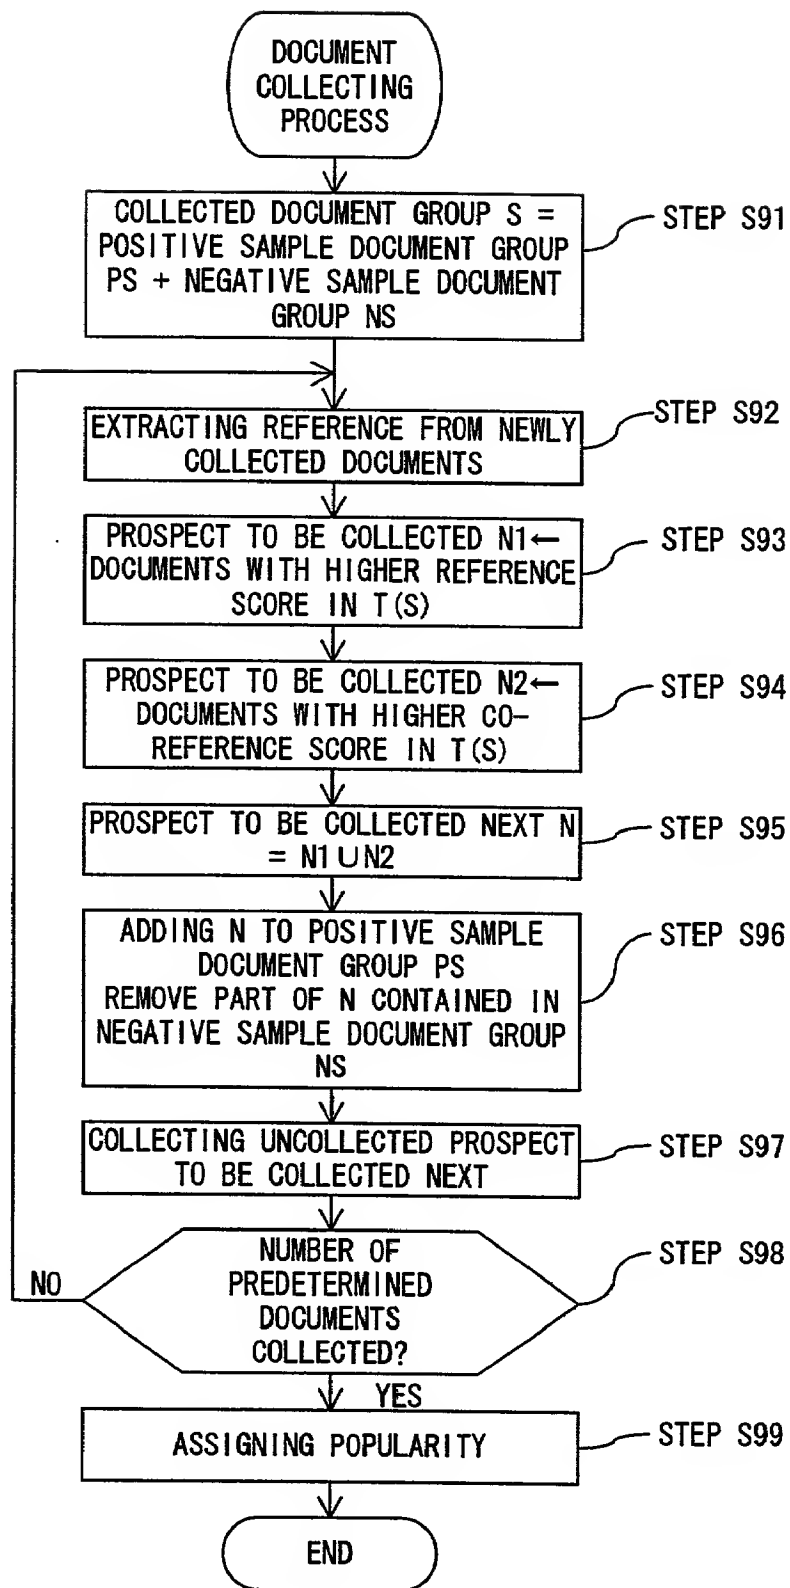 DOCUMENT
COLLECTING
PROCESS
COLLECTED DOCUMENT GROUP S =
POSITIVE SAMPLE DOCUMENT GROUP
PS + NEGATIVE SAMPLE DOCUMENT
GROUP NS
STEP S91
EXTRACTING REFERENCE FROM NEWLY
COLLECTED DOCUMENTS
STEP S92
PROSPECT TO BE COLLECTED N1←
DOCUMENTS WITH HIGHER REFERENCE
SCORE IN T(S)
STEP S93
PROSPECT TO BE COLLECTED N2←
DOCUMENTS WITH HIGHER CO-
REFERENCE SCORE IN T(S)
STEP S94
PROSPECT TO BE COLLECTED NEXT N
= N1∪N2
STEP S95
ADDING N TO POSITIVE SAMPLE
DOCUMENT GROUP PS
REMOVE PART OF N CONTAINED IN
NEGATIVE SAMPLE DOCUMENT GROUP
NS
STEP S96
COLLECTING UNCOLLECTED PROSPECT
TO BE COLLECTED NEXT
STEP S97
NUMBER OF
PREDETERMINED
DOCUMENTS
COLLECTED?
STEP S98
NO
YES
ASSIGNING POPULARITY
STEP S99
END